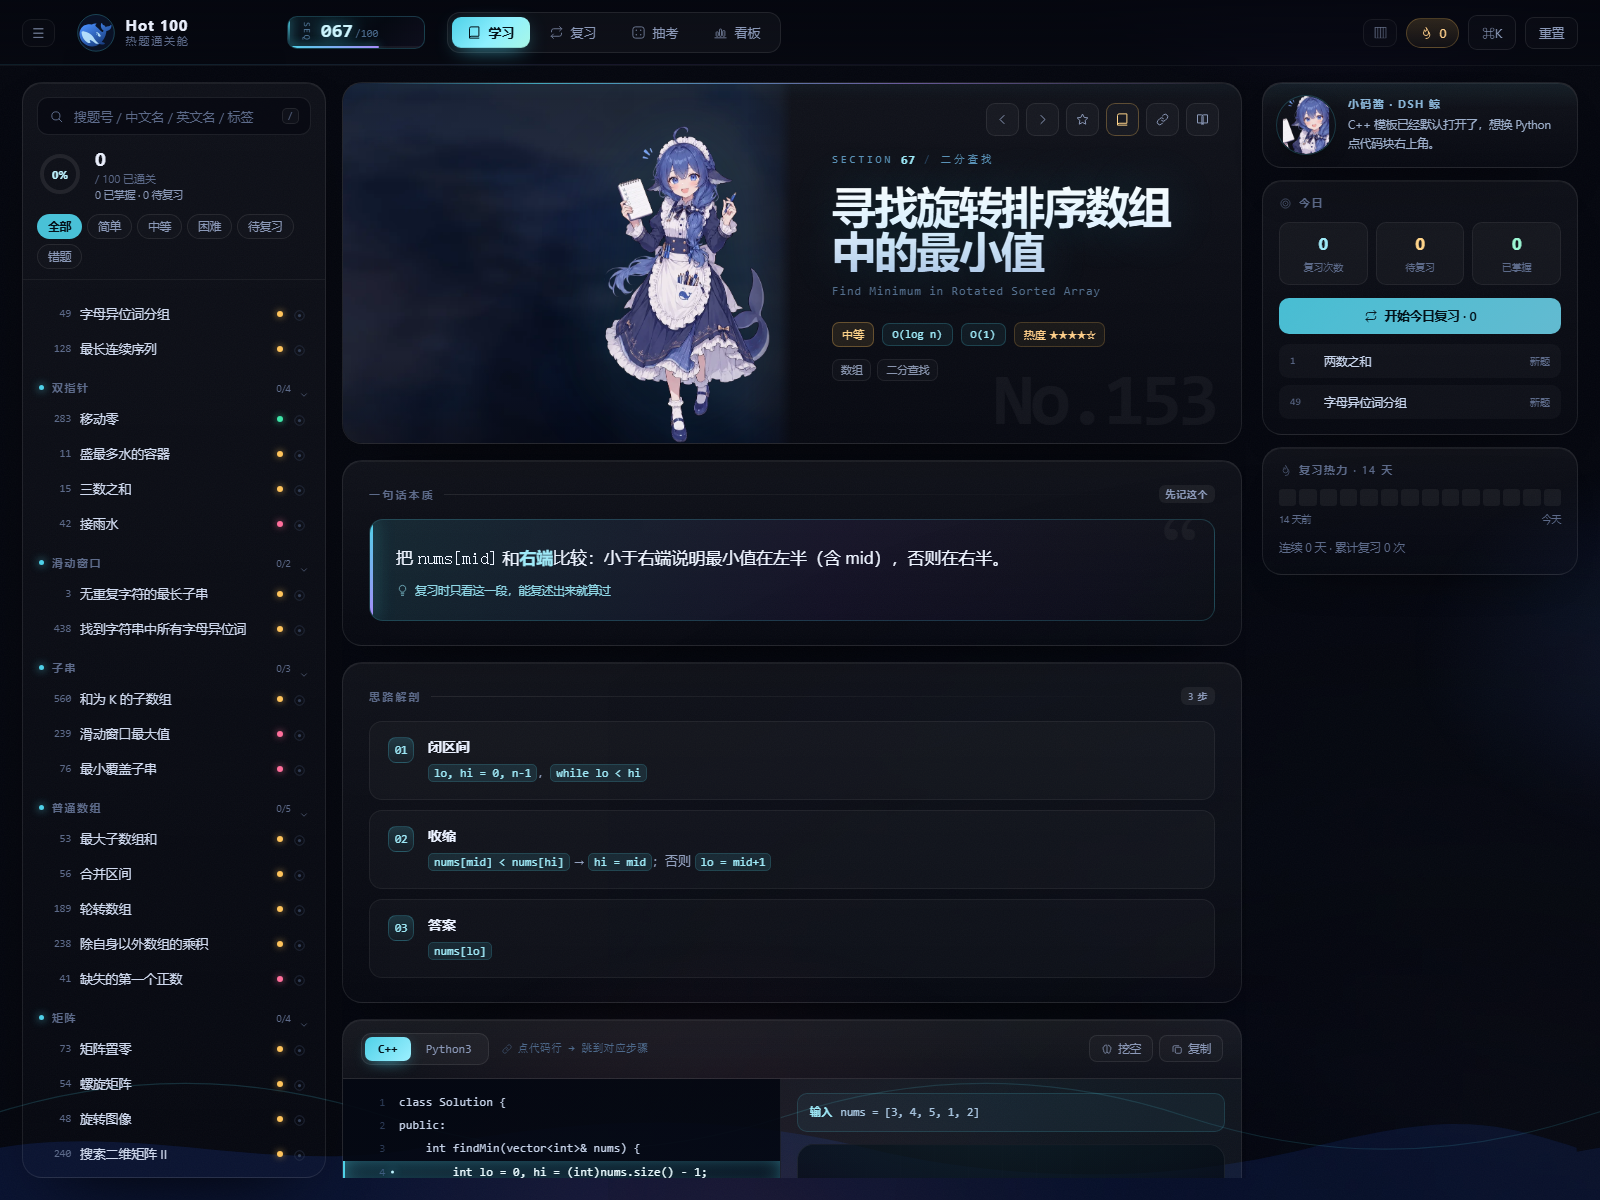 Hot 100
热题通关舱
SEQ 067/100
学习
复习
抽考
看板
0
⌘K
重置
搜题号 / 中文名 / 英文名 / 标签
/
0%
0
/ 100 已通关
0 已掌握 · 0 待复习
全部
简单
中等
困难
待复习
错题
49 字母异位词分组
128 最长连续序列
双指针 0/4
283 移动零
11 盛最多水的容器
15 三数之和
42 接雨水
滑动窗口 0/2
3 无重复字符的最长子串
438 找到字符串中所有字母异位词
子串 0/3
560 和为 K 的子数组
239 滑动窗口最大值
76 最小覆盖子串
普通数组 0/5
53 最大子数组和
56 合并区间
189 轮转数组
238 除自身以外数组的乘积
41 缺失的第一个正数
矩阵 0/4
73 矩阵置零
54 螺旋矩阵
48 旋转图像
240 搜索二维矩阵 II
SECTION 67 / 二分查找
寻找旋转排序数组
中的最小值
Find Minimum in Rotated Sorted Array
中等
O(log n)
O(1)
热度 ★★★★☆
数组
二分查找
No.153
一句话本质
先记这个
把 nums[mid] 和右端比较：小于右端说明最小值在左半（含 mid），否则在右半。
复习时只看这一段，能复述出来就算过
思路解剖
3 步
01 闭区间
lo, hi = 0, n-1, while lo < hi
02 收缩
nums[mid] < nums[hi] → hi = mid；否则 lo = mid+1
03 答案
nums[lo]
C++
Python3
点代码行 → 跳到对应步骤
挖空
复制
1 class Solution {
2 public:
3 int findMin(vector<int>& nums) {
4 int lo = 0, hi = (int)nums.size() - 1;
输入 nums = [3, 4, 5, 1, 2]
小码酱 · DSH 鲸
C++ 模板已经默认打开了，想换 Python
点代码块右上角。
今日
0
复习次数
0
待复习
0
已掌握
开始今日复习 · 0
1 两数之和 新题
49 字母异位词分组 新题
复习热力 · 14 天
14 天前
今天
连续 0 天 · 累计复习 0 次